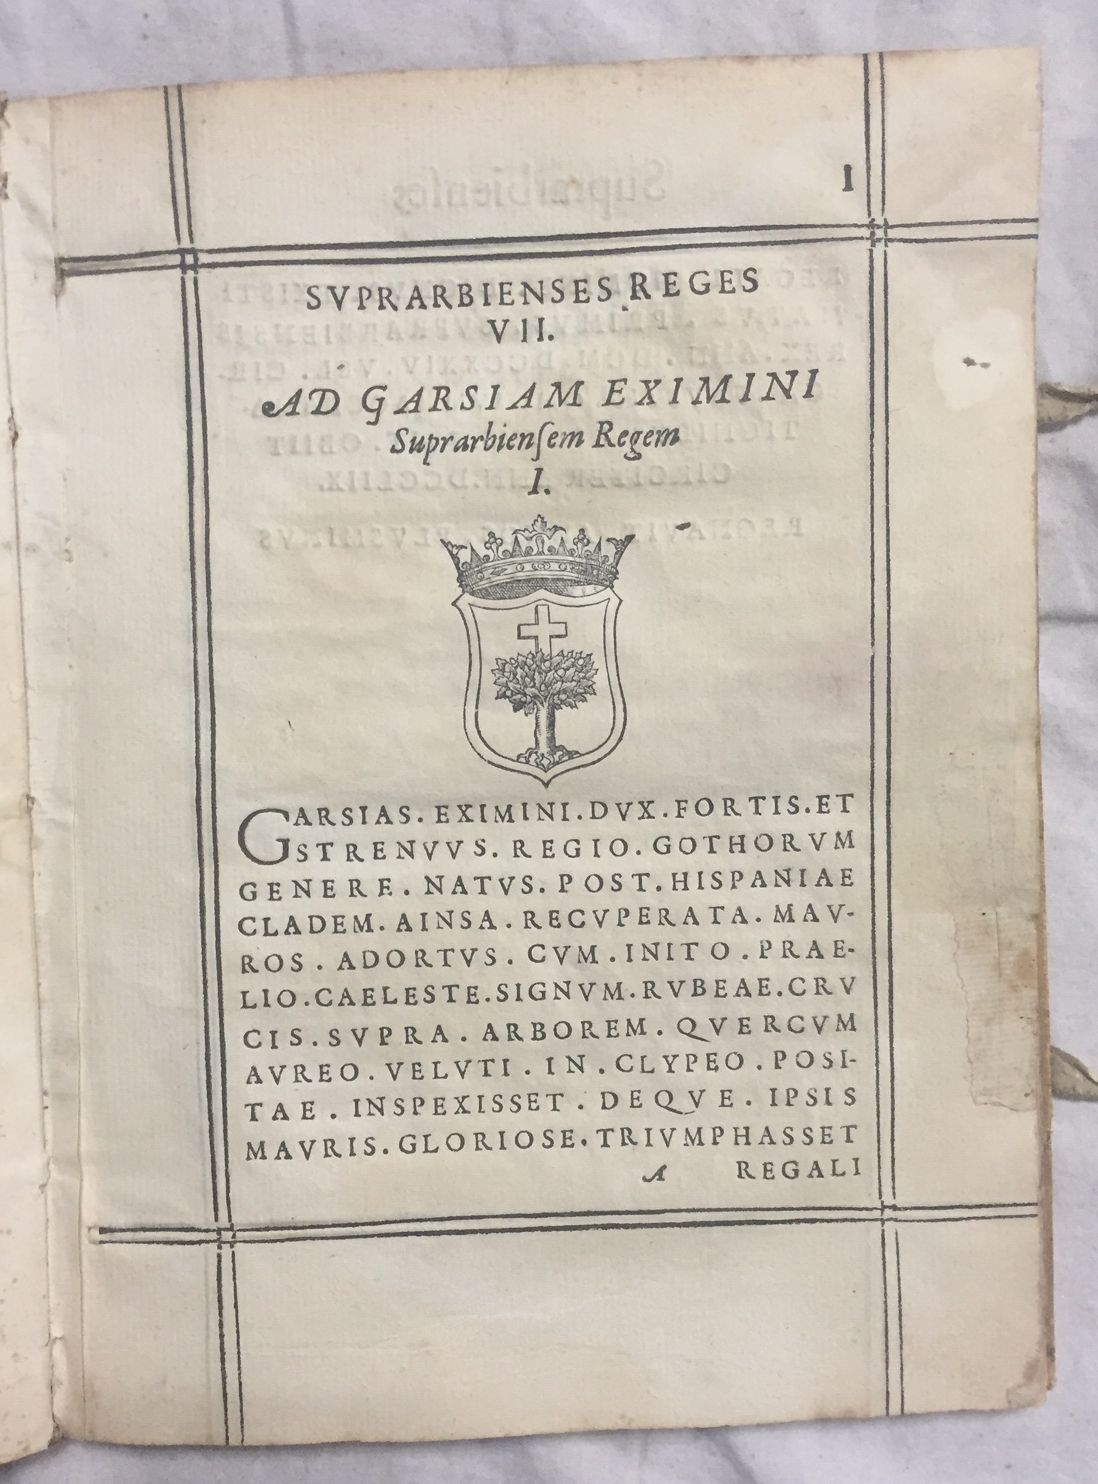 I
SVPRARBIENSES REGES
VII.
AD GARSIAM EXIMINI
Suprarbienſem Regem
I.
GARSIAS. EXIMINI. DVX. FORTIS. ET
STRENVVS. REGIO. GOTHORVM
GENERE. NATVS. POST. HISPANIAE
CLADEM. AINSA. RECVPERATA. MAV-
ROS. ADORTVS. CVM. INITO. PRAE-
LIO. CAELESTE. SIGNVM. RVBEAE. CRV
CIS. SVPRA. ARBOREM. QVERCVM
AVREO. VELVTI. IN. CLYPEO. POSI-
TAE. INSPEXISSET. DEQVE. IPSIS
MAVRIS. GLORIOSE. TRIVMPHASSET
A REGALI